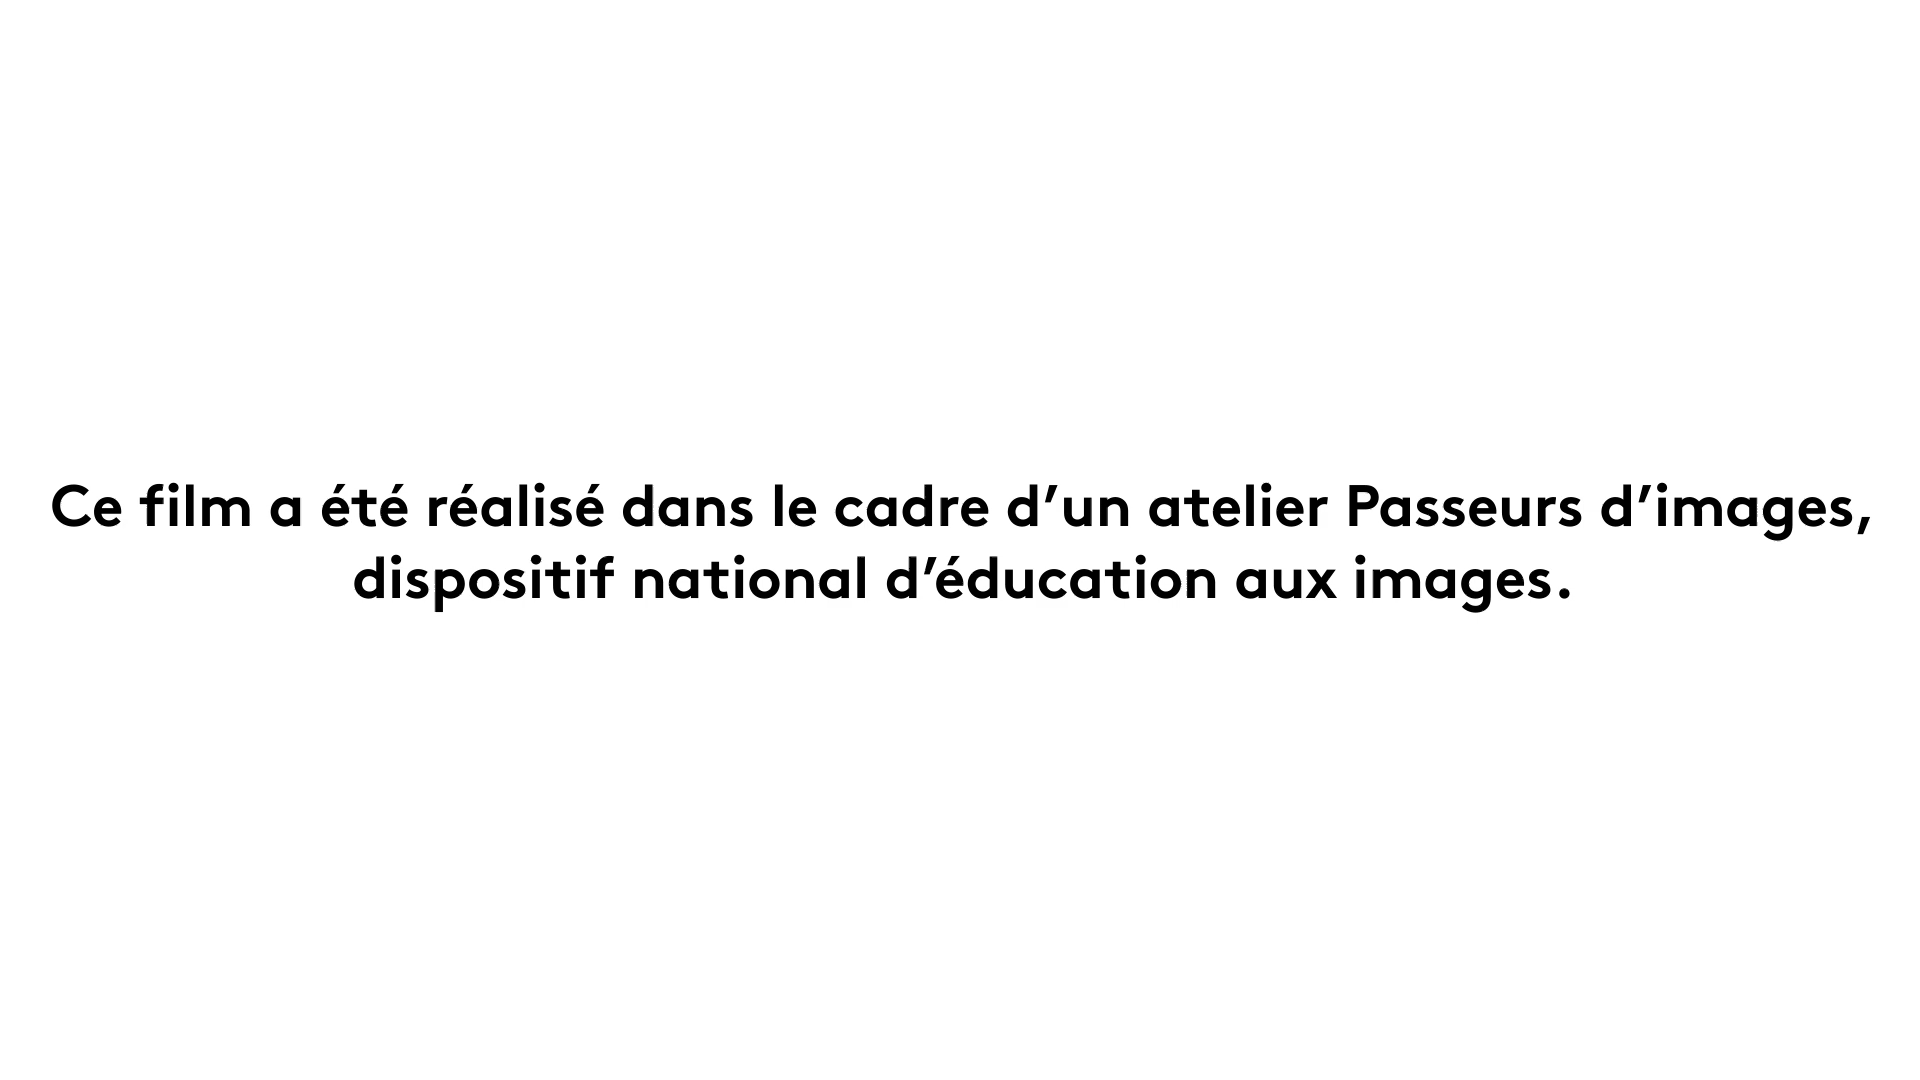 Ce film a été réalisé dans le cadre d’un atelier Passeurs d’images,
dispositif national d’éducation aux images.